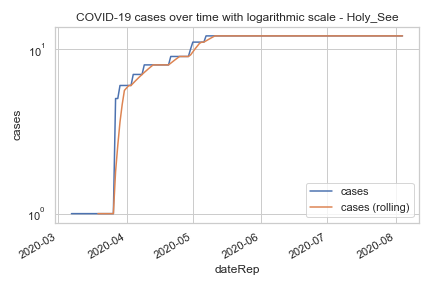 COVID-19 cases over time with logarithmic scale - Holy_See
cases
10¹
10⁰
cases
cases (rolling)
2020-03
2020-04
2020-05
2020-06
2020-07
2020-08
dateRep